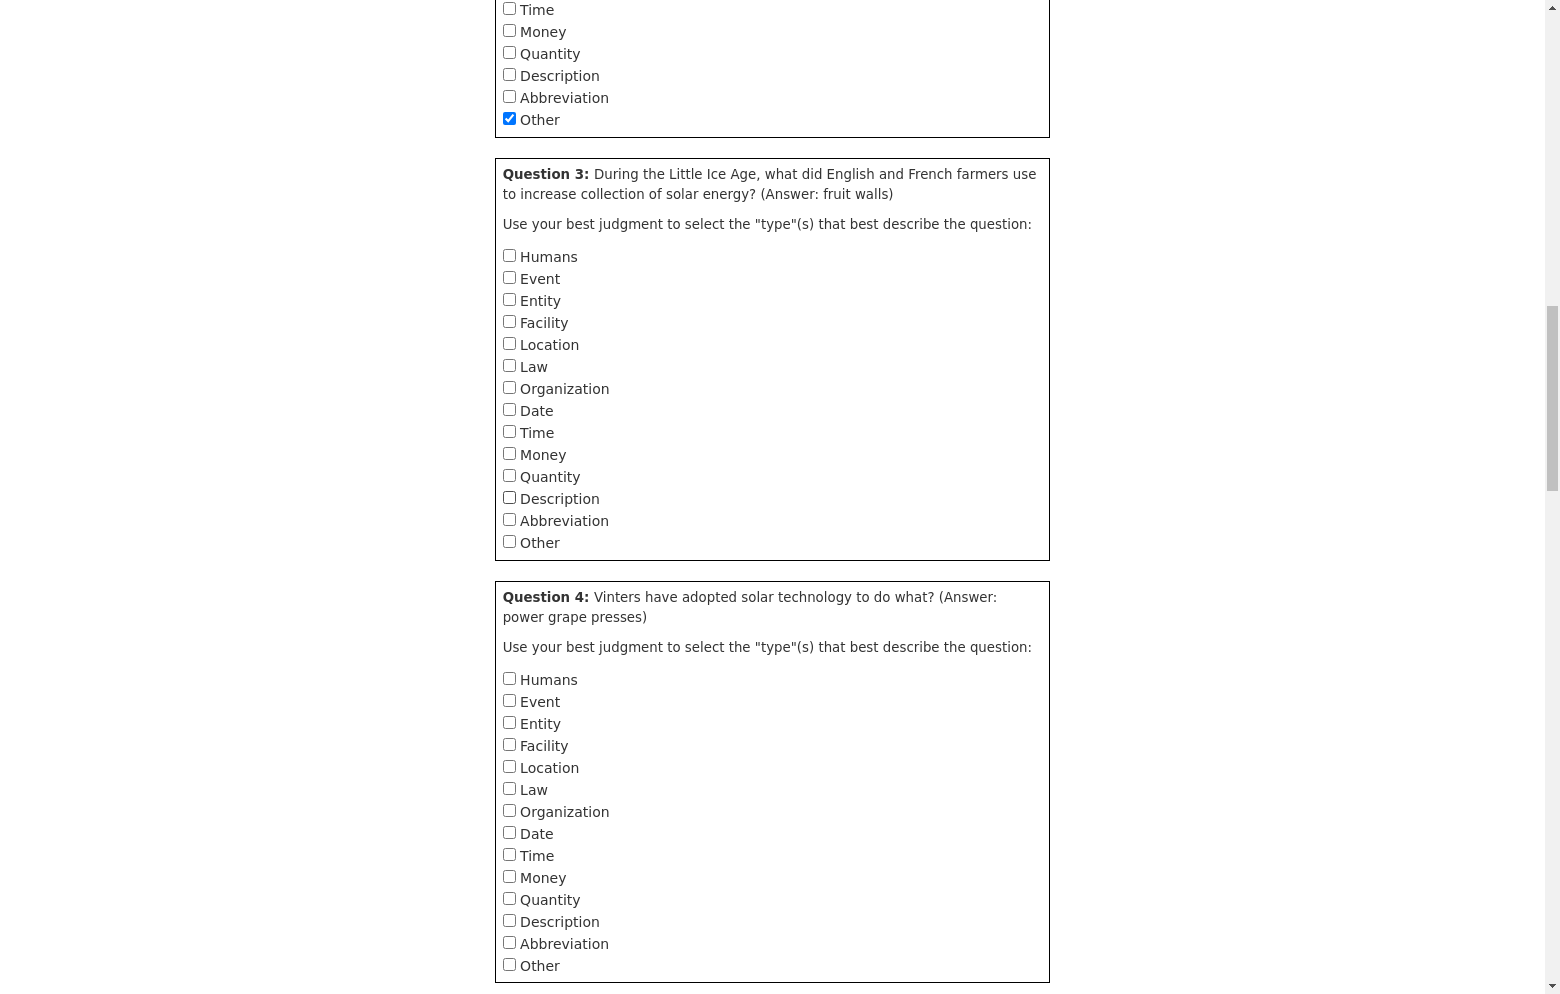 Time
Money
Quantity
Description
Abbreviation
Other
Question 3: During the Little Ice Age, what did English and French farmers use
to increase collection of solar energy? (Answer: fruit walls)
Use your best judgment to select the "type"(s) that best describe the question:
Humans
Event
Entity
Facility
Location
Law
Organization
Date
Time
Money
Quantity
Description
Abbreviation
Other
Question 4: Vinters have adopted solar technology to do what? (Answer:
power grape presses)
Use your best judgment to select the "type"(s) that best describe the question:
Humans
Event
Entity
Facility
Location
Law
Organization
Date
Time
Money
Quantity
Description
Abbreviation
Other